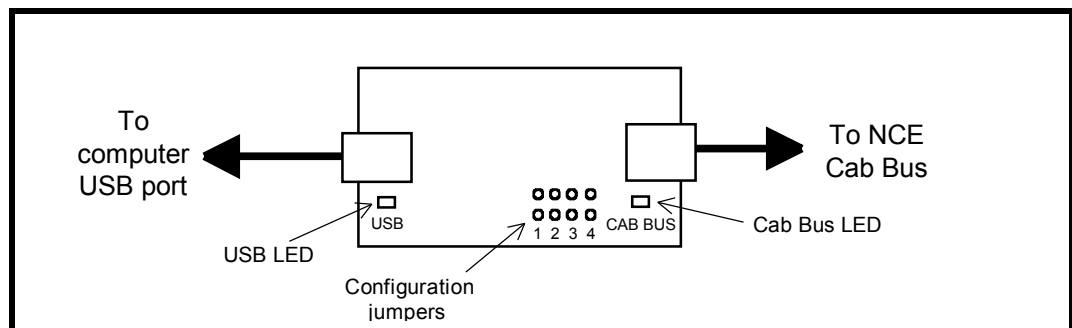 To
computer
USB port
To NCE
Cab Bus
USB
CAB BUS
1 2 3 4
USB LED
Cab Bus LED
Configuration
jumpers